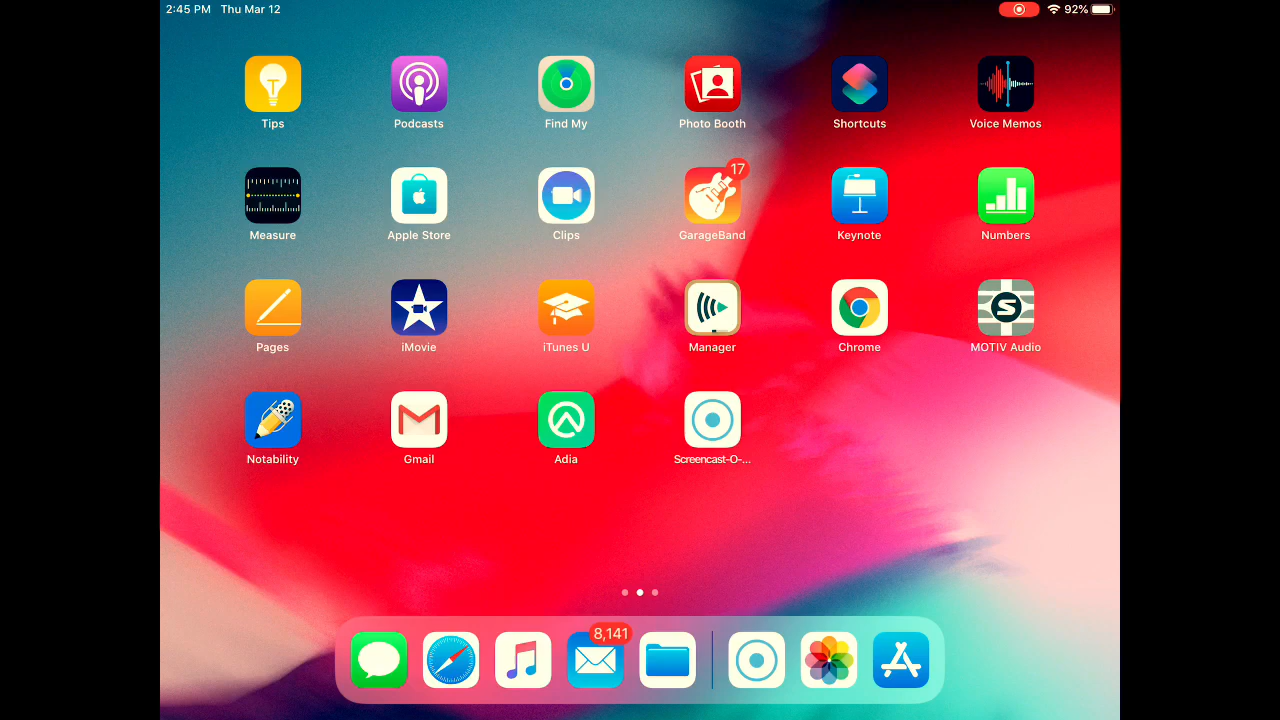 2:45 PM Thu Mar 12 92%
Tips Podcasts Find My Photo Booth Shortcuts Voice Memos
17
Measure Apple Store Clips GarageBand Keynote Numbers
Pages iMovie iTunes U Manager Chrome MOTIV Audio
Notability Gmail Adia Screencast-O-...
8,141